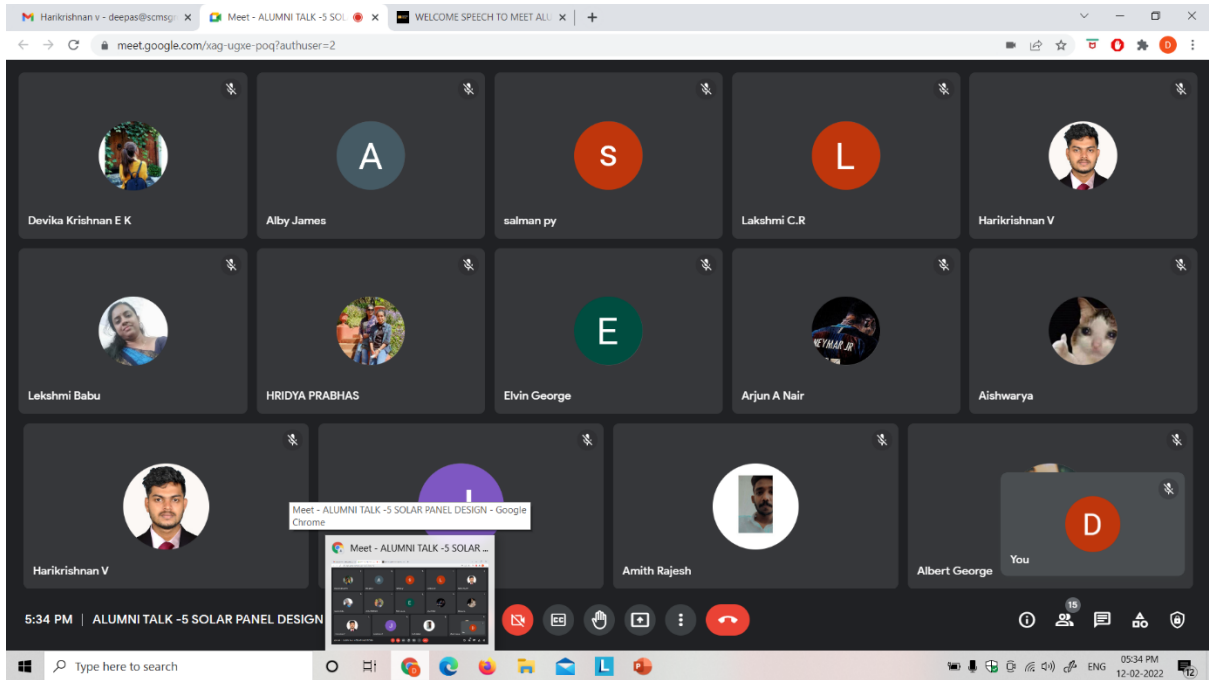 Harikrishnan v - deepas@scmsgr
Meet - ALUMNI TALK -5 SOL
WELCOME SPEECH TO MEET ALU
meet.google.com/xag-ugxe-poq?authuser=2
D
A
S
L
Devika Krishnan E K
Alby James
salman py
Lakshmi C.R
Harikrishnan V
E
NEYMAR JR
Lekshmi Babu
HRIDYA PRABHAS
Elvin George
Arjun A Nair
Aishwarya
Meet - ALUMNI TALK -5 SOLAR PANEL DESIGN - Google
Chrome
D
Meet - ALUMNI TALK -5 SOLAR ...
You
Harikrishnan V
Amith Rajesh
Albert George
15
5:34 PM | ALUMNI TALK -5 SOLAR PANEL DESIGN
Type here to search
L
ENG
05:34 PM
12-02-2022
12